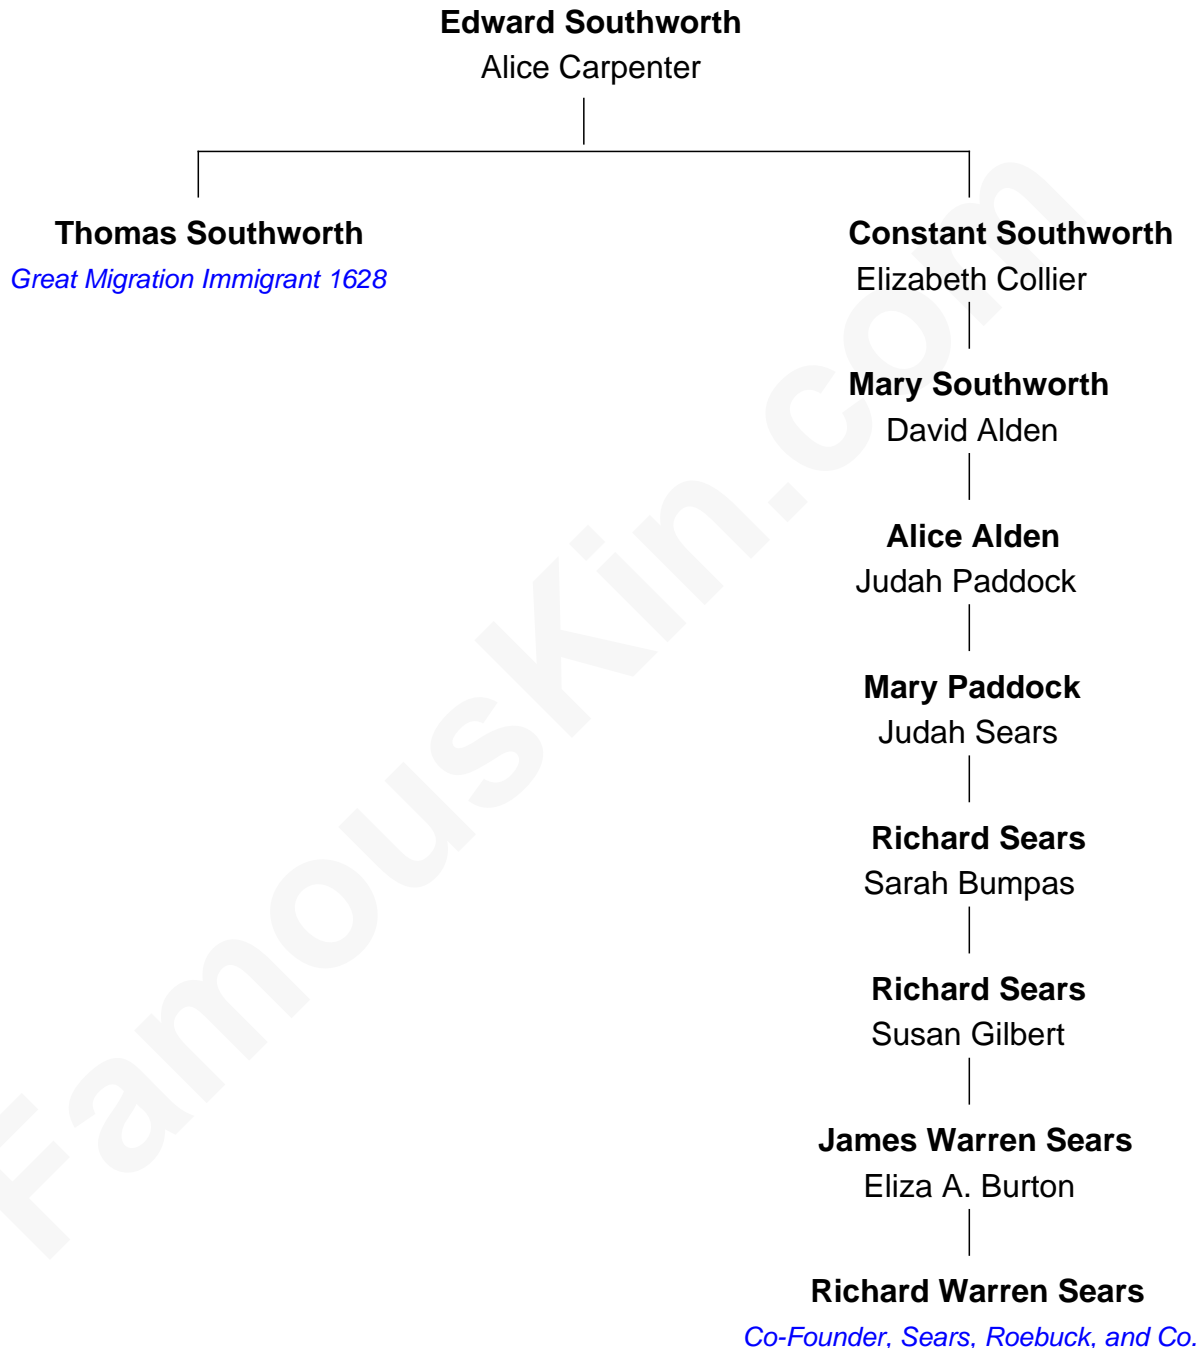 Edward Southworth
Alice Carpenter
Thomas Southworth
Great Migration Immigrant 1628
Constant Southworth
Elizabeth Collier
Mary Southworth
David Alden
Alice Alden
Judah Paddock
Mary Paddock
Judah Sears
Richard Sears
Sarah Bumpas
Richard Sears
Susan Gilbert
James Warren Sears
Eliza A. Burton
Richard Warren Sears
Co-Founder, Sears, Roebuck, and Co.
FamousKin.com